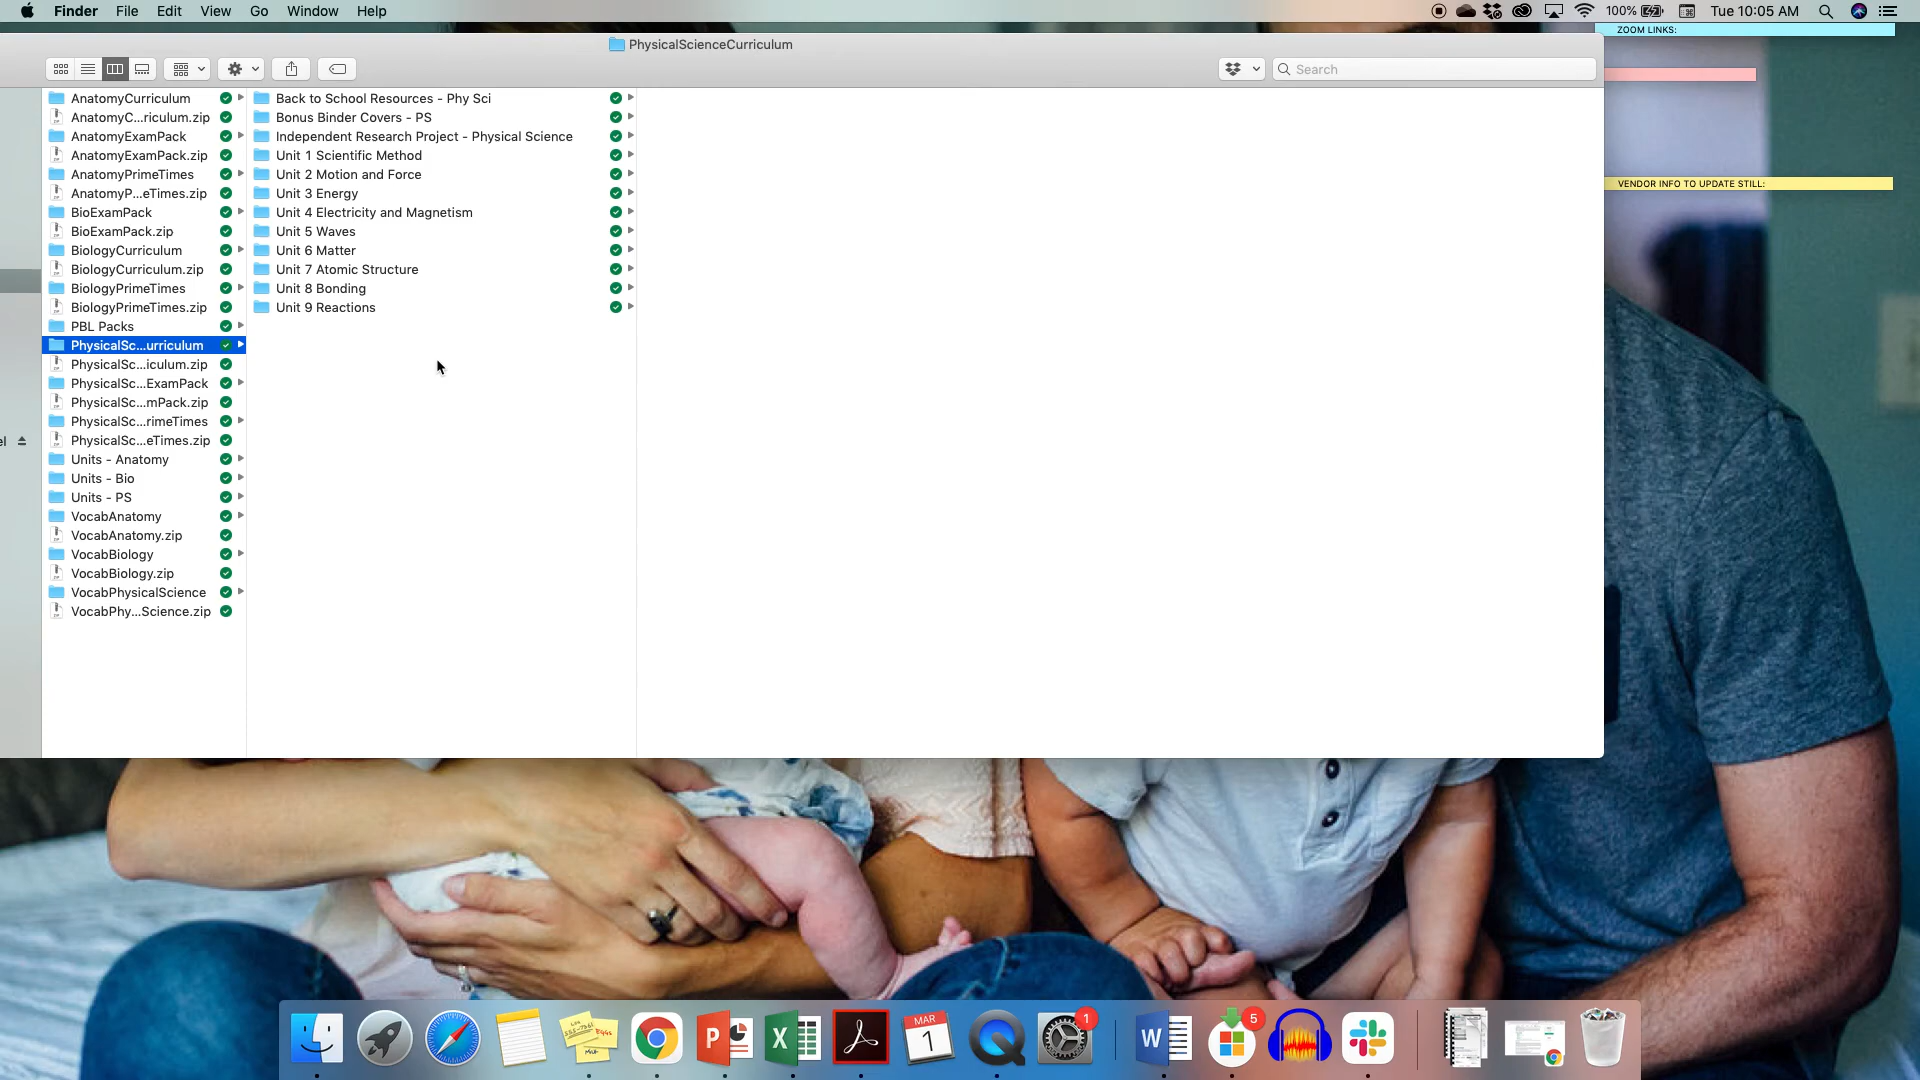 Finder File Edit View Go Window Help
100% Tue 10:05 AM
ZOOM LINKS:
PhysicalScienceCurriculum
Search
VENDOR INFO TO UPDATE STILL:
AnatomyCurriculum
AnatomyC...riculum.zip
AnatomyExamPack
AnatomyExamPack.zip
AnatomyPrimeTimes
AnatomyP...eTimes.zip
BioExamPack
BioExamPack.zip
BiologyCurriculum
BiologyCurriculum.zip
BiologyPrimeTimes
BiologyPrimeTimes.zip
PBL Packs
PhysicalSc...urriculum
PhysicalSc...iculum.zip
PhysicalSc...ExamPack
PhysicalSc...mPack.zip
PhysicalSc...rimeTimes
PhysicalSc...eTimes.zip
Units - Anatomy
Units - Bio
Units - PS
VocabAnatomy
VocabAnatomy.zip
VocabBiology
VocabBiology.zip
VocabPhysicalScience
VocabPhy...Science.zip
Back to School Resources - Phy Sci
Bonus Binder Covers - PS
Independent Research Project - Physical Science
Unit 1 Scientific Method
Unit 2 Motion and Force
Unit 3 Energy
Unit 4 Electricity and Magnetism
Unit 5 Waves
Unit 6 Matter
Unit 7 Atomic Structure
Unit 8 Bonding
Unit 9 Reactions
el
MAR
1
1
5
P
X
W